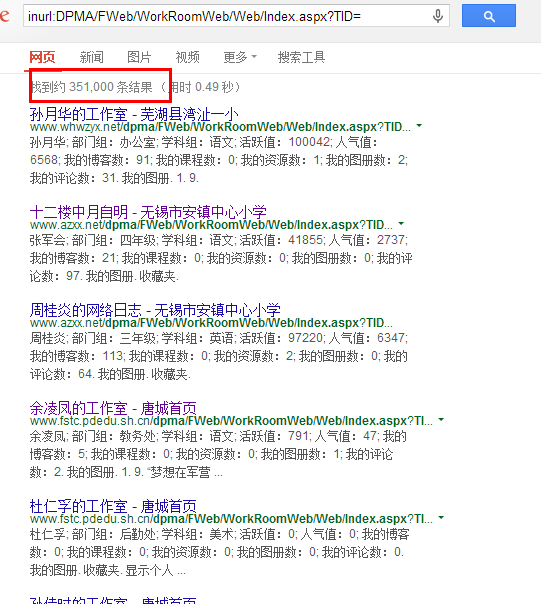 e
inurl:DPMA/FWeb/WorkRoomWeb/Web/Index.aspx?TID=
网页 新闻 图片 视频 更多 搜索工具
找到约 351,000 条结果 （用时 0.49 秒）
孙月华的工作室 - 芜湖县湾沚一小
www.whwzyx.net/dpma/FWeb/WorkRoomWeb/Web/Index.aspx?TID...
孙月华; 部门组：办公室; 学科组：语文; 活跃值：100042; 人气值：
6568; 我的博客数：91; 我的课程数：0; 我的资源数：1; 我的图册数：2;
我的评论数：31. 我的图册. 1. 9.
十二楼中月自明 - 无锡市安镇中心小学
www.azxx.net/dpma/FWeb/WorkRoomWeb/Web/Index.aspx?TID...
张军会; 部门组：四年级; 学科组：语文; 活跃值：41855; 人气值：2737;
我的博客数：21; 我的课程数：0; 我的资源数：0; 我的图册数：0; 我的评
论数：97. 我的图册. 收藏夹.
周桂炎的网络日志 - 无锡市安镇中心小学
www.azxx.net/dpma/FWeb/WorkRoomWeb/Web/Index.aspx?TID...
周桂炎; 部门组：三年级; 学科组：英语; 活跃值：97220; 人气值：6347;
我的博客数：113; 我的课程数：0; 我的资源数：2; 我的图册数：0; 我的
评论数：64. 我的图册. 收藏夹.
余凌凤的工作室 - 唐城首页
www.fstc.pdedu.sh.cn/dpma/FWeb/WorkRoomWeb/Web/Index.aspx?TI...
余凌凤; 部门组：教务处; 学科组：语文; 活跃值：791; 人气值：47; 我的
博客数：5; 我的课程数：0; 我的资源数：0; 我的图册数：1; 我的评论
数：2. 我的图册. 1. 9. “梦想在军营 ...
杜仁孚的工作室 - 唐城首页
www.fstc.pdedu.sh.cn/dpma/FWeb/WorkRoomWeb/Web/Index.aspx?TI...
杜仁孚; 部门组：后勤处; 学科组：美术; 活跃值：0; 人气值：0; 我的博客
数：0; 我的课程数：0; 我的资源数：0; 我的图册数：0; 我的评论数：0.
我的图册. 收藏夹. 显示个人 ...